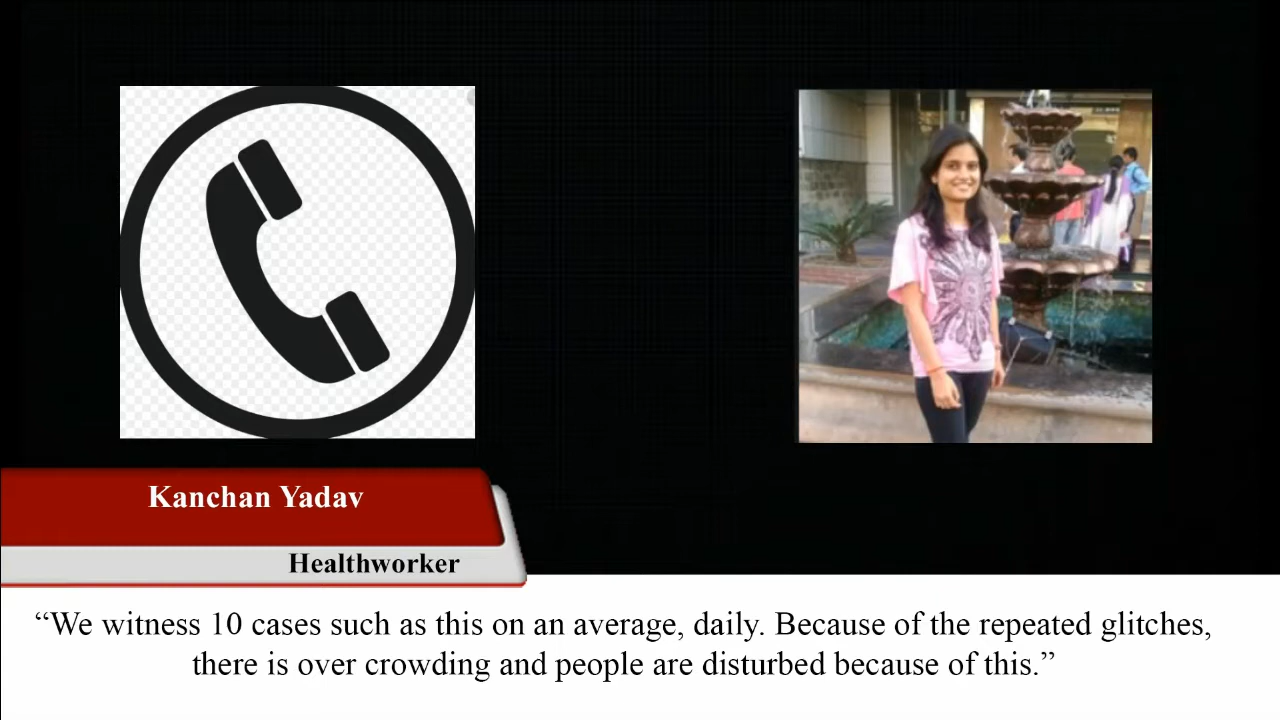 Kanchan Yadav
Healthworker
“We witness 10 cases such as this on an average, daily. Because of the repeated glitches,
there is over crowding and people are disturbed because of this.”